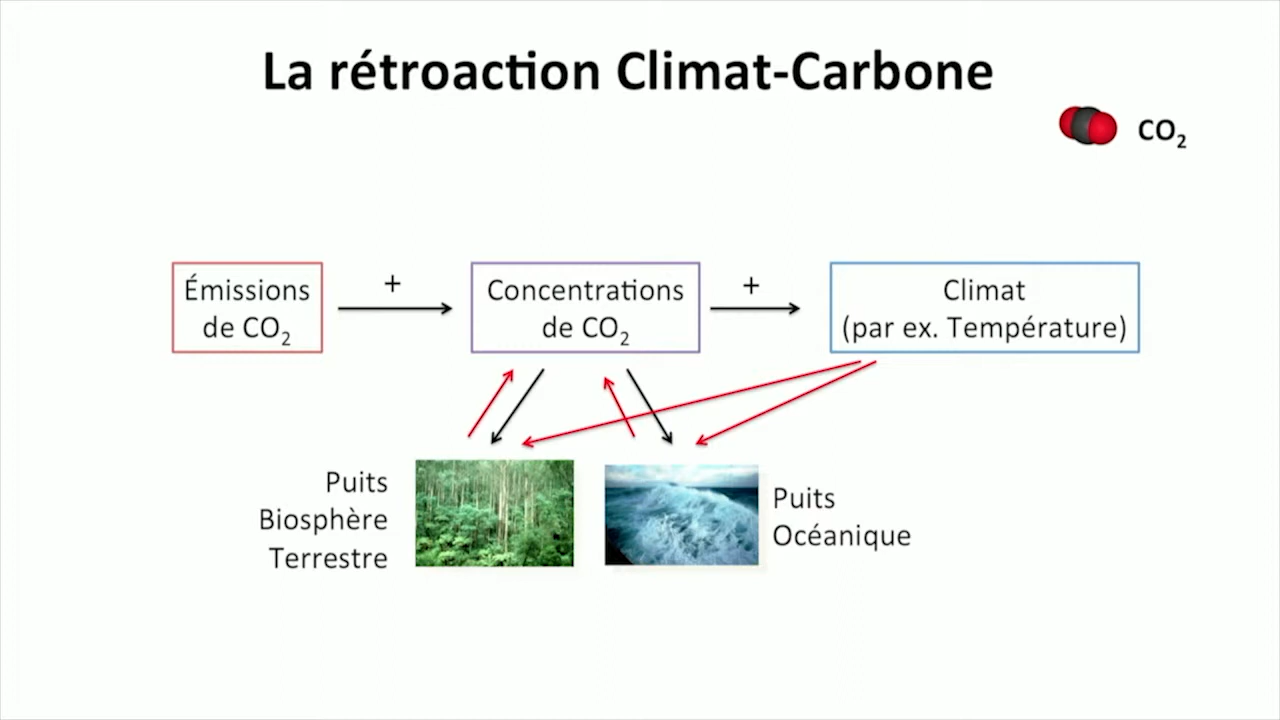 La rétroaction Climat-Carbone
CO₂
Émissions
de CO₂
+
Concentrations
de CO₂
+
Climat
(par ex. Température)
Puits
Biosphère
Terrestre
Puits
Océanique